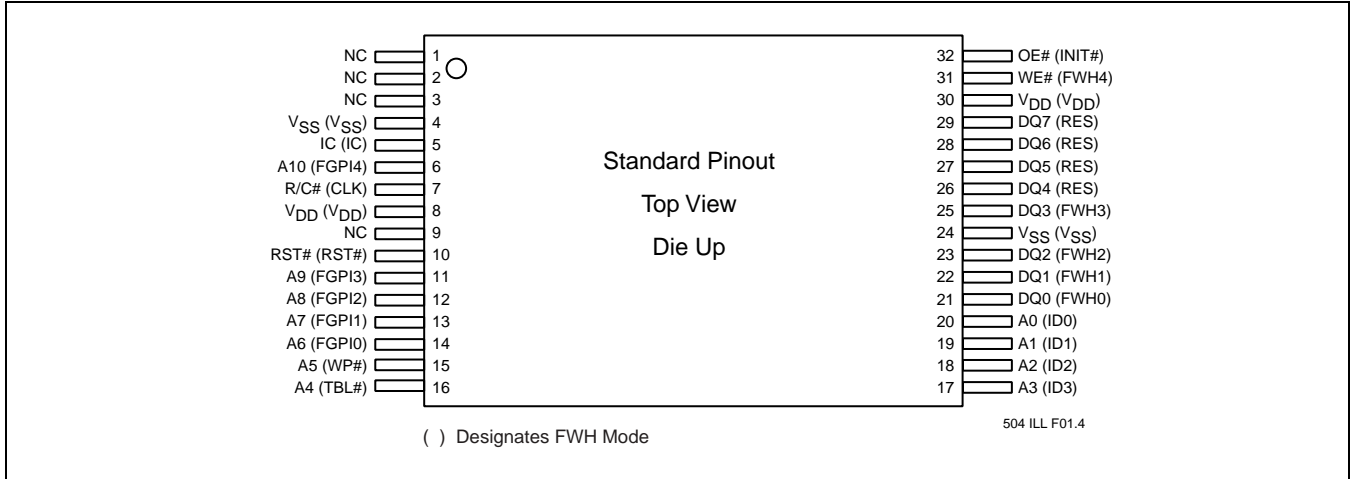 NC 1
NC 2
NC 3
VSS (VSS) 4
IC (IC) 5
A10 (FGPI4) 6
R/C# (CLK) 7
VDD (VDD) 8
NC 9
RST# (RST#) 10
A9 (FGPI3) 11
A8 (FGPI2) 12
A7 (FGPI1) 13
A6 (FGPI0) 14
A5 (WP#) 15
A4 (TBL#) 16
Standard Pinout
Top View
Die Up
32 OE# (INIT#)
31 WE# (FWH4)
30 VDD (VDD)
29 DQ7 (RES)
28 DQ6 (RES)
27 DQ5 (RES)
26 DQ4 (RES)
25 DQ3 (FWH3)
24 VSS (VSS)
23 DQ2 (FWH2)
22 DQ1 (FWH1)
21 DQ0 (FWH0)
20 A0 (ID0)
19 A1 (ID1)
18 A2 (ID2)
17 A3 (ID3)
504 ILL F01.4
( ) Designates FWH Mode